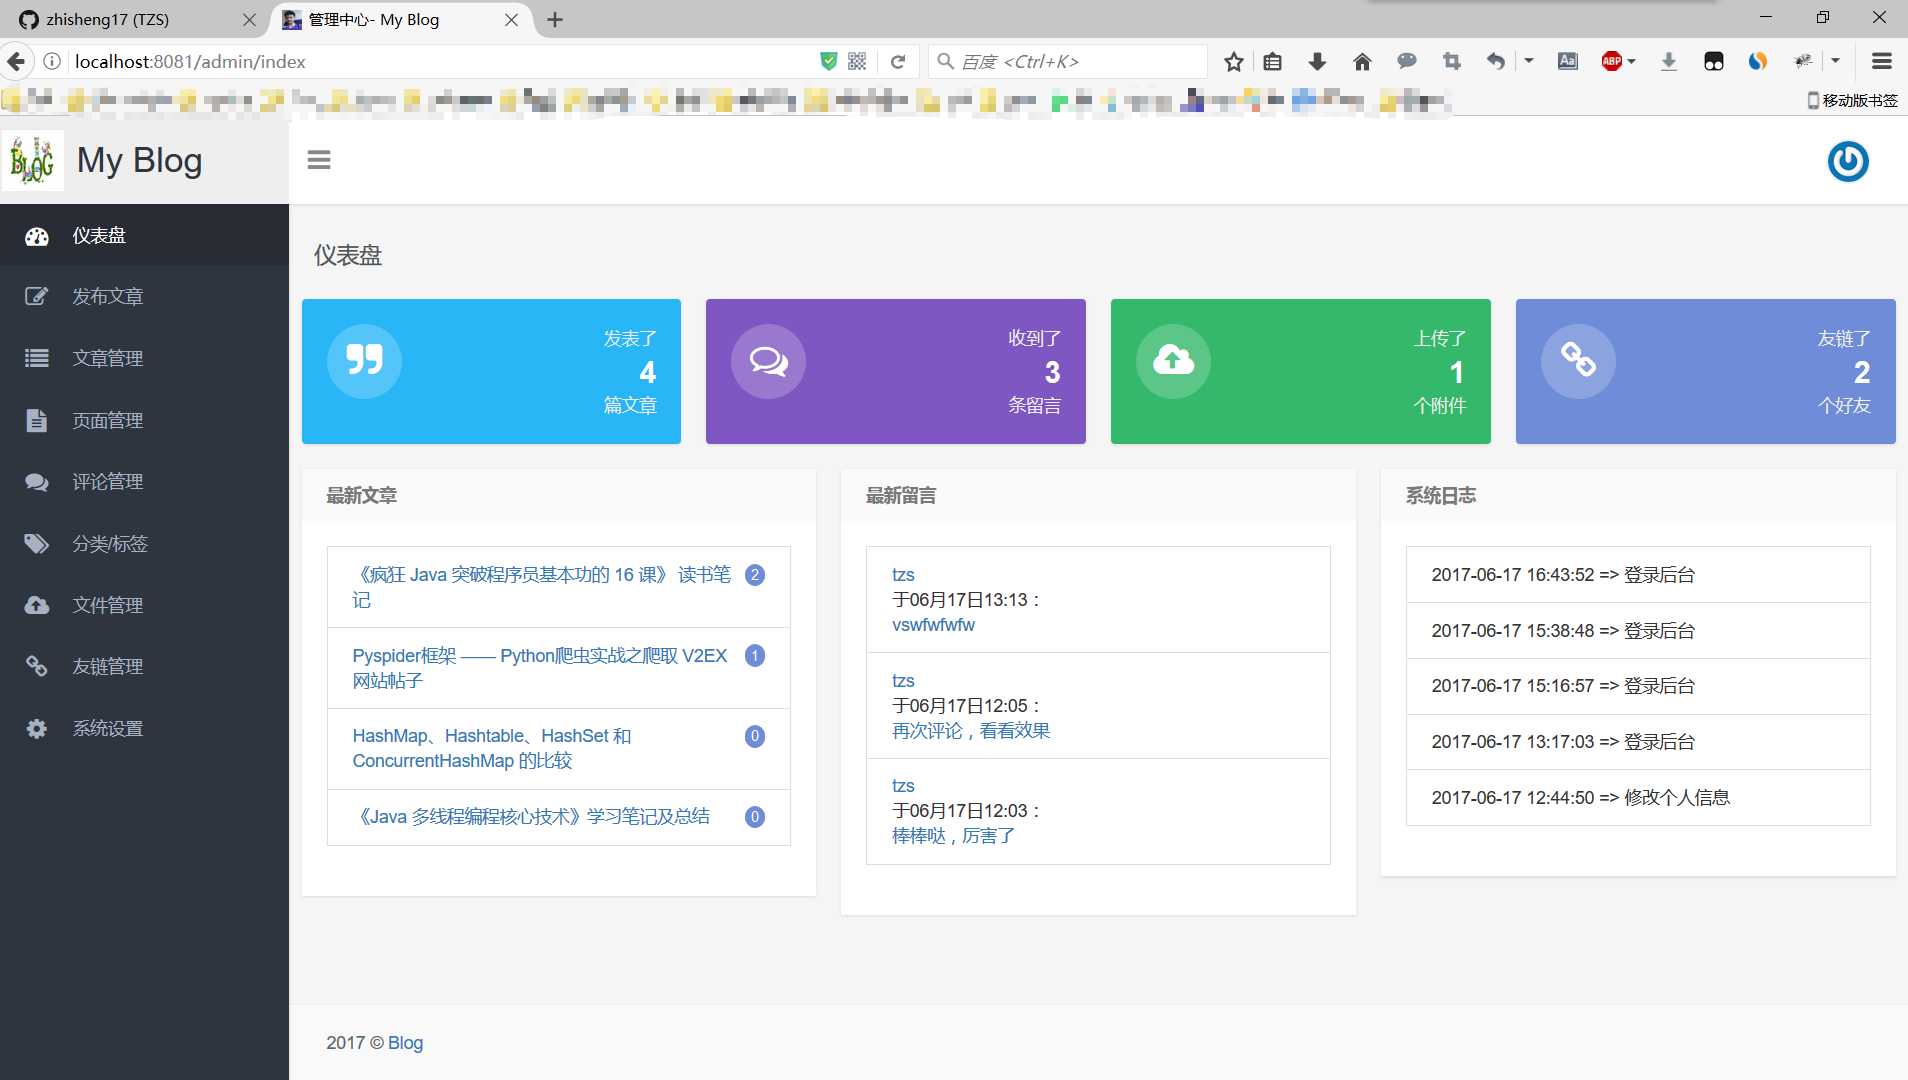 zhisheng17 (TZS)
管理中心- My Blog
localhost:8081/admin/index
百度 <Ctrl+K>
Aa
ABP
移动版书签
BLOG
My Blog
仪表盘
发布文章
文章管理
页面管理
评论管理
分类/标签
文件管理
友链管理
系统设置
仪表盘
发表了
4
篇文章
收到了
3
条留言
上传了
1
个附件
友链了
2
个好友
最新文章
《疯狂 Java 突破程序员基本功的 16 课》 读书笔
记
2
Pyspider框架 —— Python爬虫实战之爬取 V2EX
网站帖子
1
HashMap、Hashtable、HashSet 和
ConcurrentHashMap 的比较
0
《Java 多线程编程核心技术》学习笔记及总结
0
最新留言
tzs
于06月17日13:13：
vswfwfwfw
tzs
于06月17日12:05：
再次评论，看看效果
tzs
于06月17日12:03：
棒棒哒，厉害了
系统日志
2017-06-17 16:43:52 => 登录后台
2017-06-17 15:38:48 => 登录后台
2017-06-17 15:16:57 => 登录后台
2017-06-17 13:17:03 => 登录后台
2017-06-17 12:44:50 => 修改个人信息
2017 © Blog